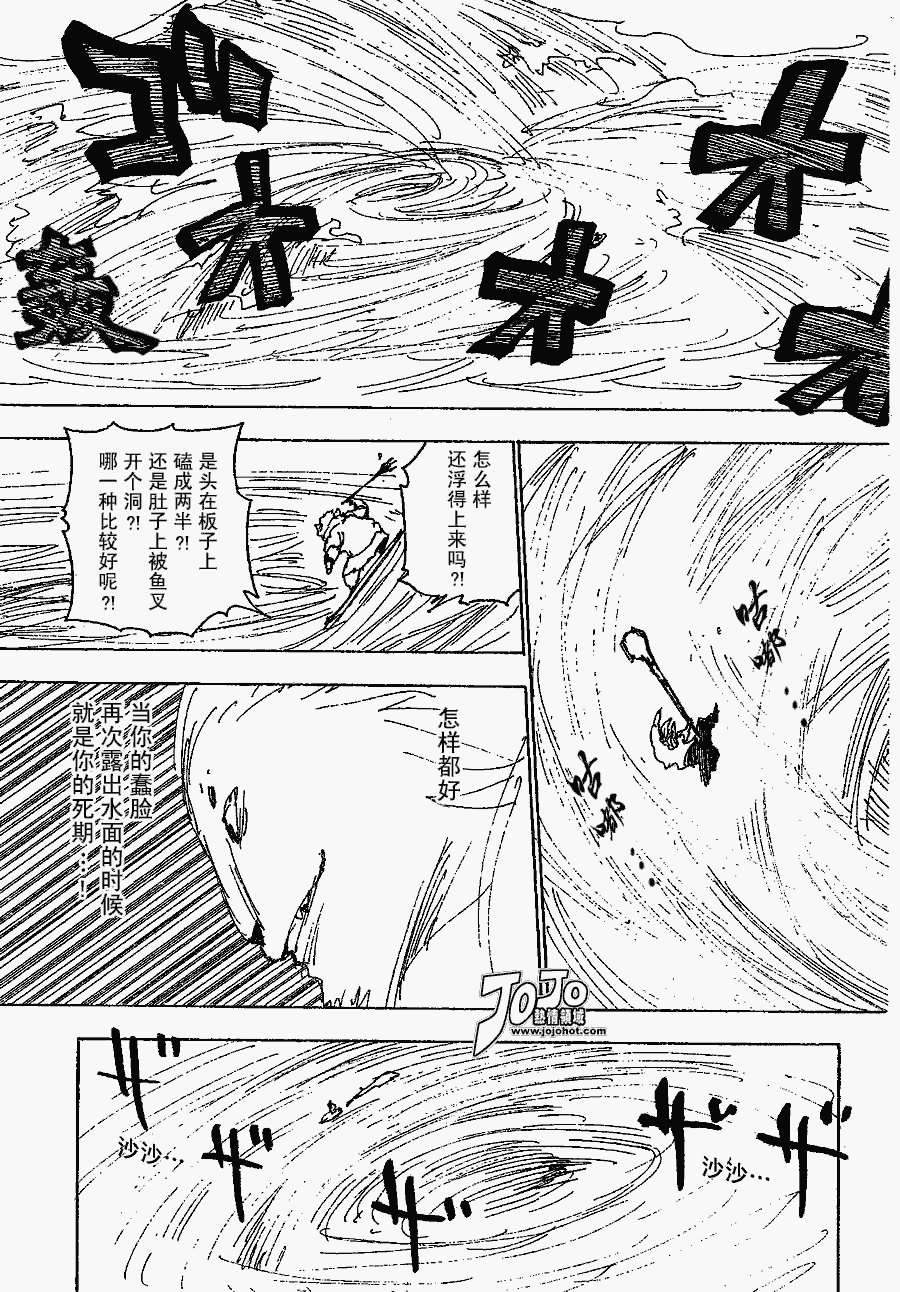 ゴオオオオ
轰
怎么样
还浮得上来吗?!
是头在板子上
磕成两半?!
还是肚子上被鱼叉
开个洞?!
哪一种比较好呢?!
咕嘟…
咕嘟…
怎样都好
当你的蠢脸
再次露出水面的时候
就是你的死期…!
JOJO
熱情領域
www.jojohot.com
ザザ
沙沙…
ザザザ
沙沙…